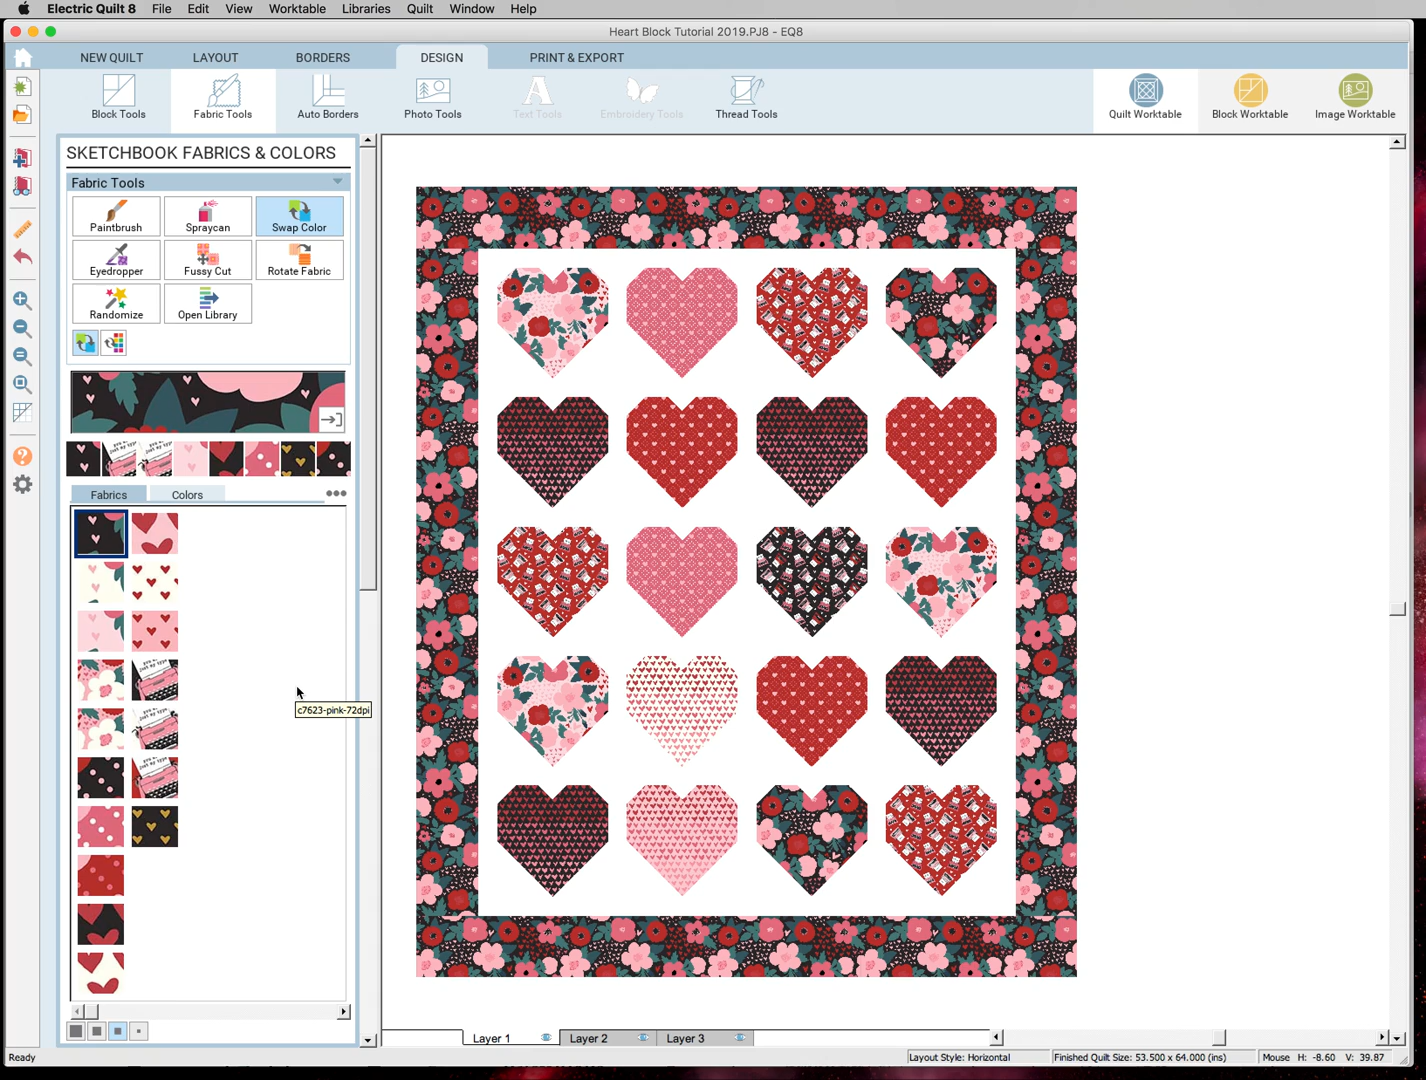 Electric Quilt 8 File Edit View Worktable Libraries Quilt Window Help
Heart Block Tutorial 2019.PJ8 - EQ8
NEW QUILT LAYOUT BORDERS DESIGN PRINT & EXPORT
Block Tools Fabric Tools Auto Borders Photo Tools Text Tools Embroidery Tools Thread Tools Quilt Worktable Block Worktable Image Worktable
SKETCHBOOK FABRICS & COLORS
Fabric Tools
Paintbrush Spraycan Swap Color
Eyedropper Fussy Cut Rotate Fabric
Randomize Open Library
Fabrics Colors
c7623-pink-72dpi
Layer 1 Layer 2 Layer 3
Ready Layout Style: Horizontal Finished Quilt Size: 53.500 x 64.000 (ins) Mouse H: -8.60 V: 39.87